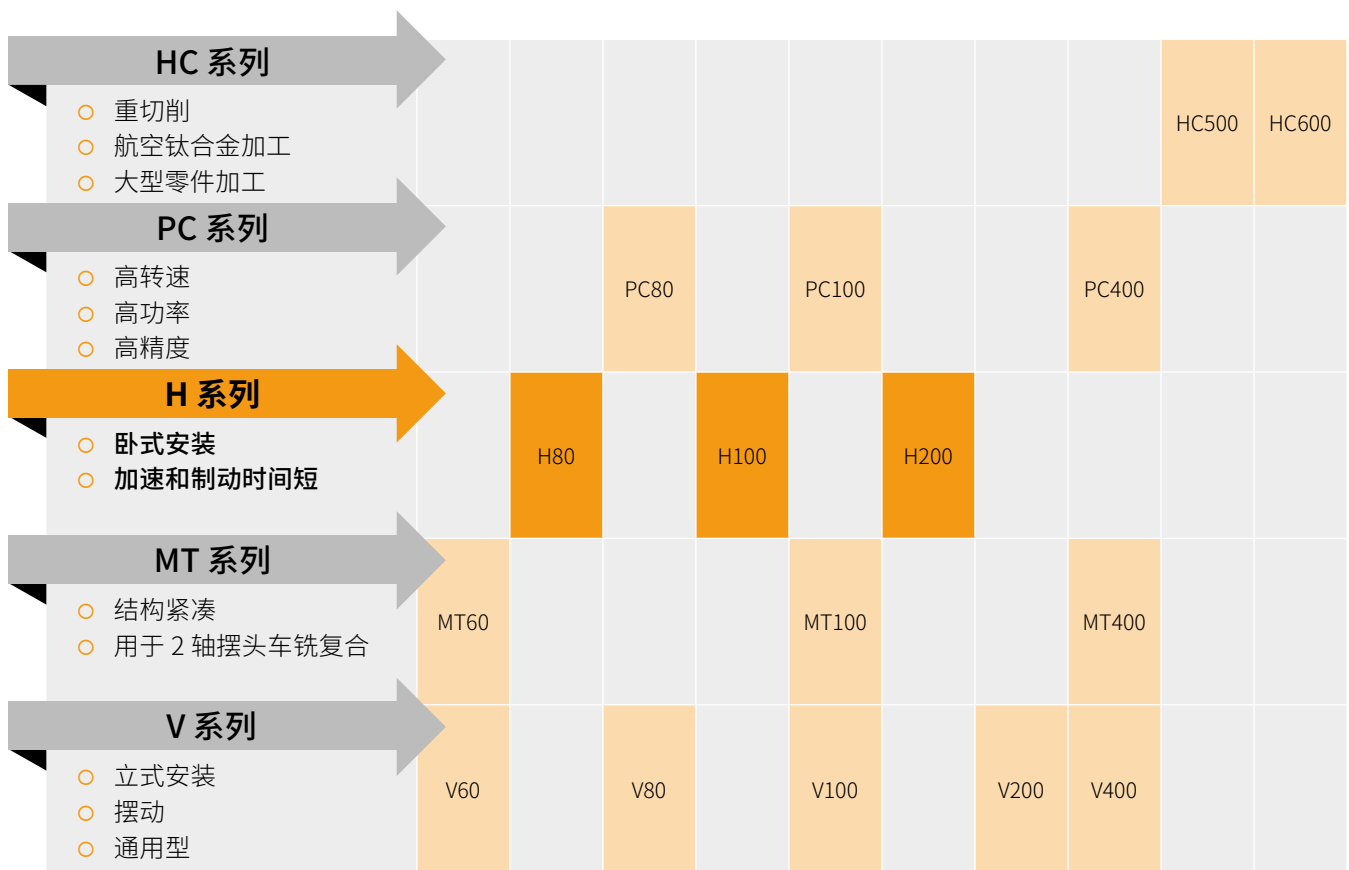 HC 系列
重切削
航空钛合金加工
大型零件加工
HC500
HC600
PC 系列
高转速
高功率
高精度
PC80
PC100
PC400
H 系列
卧式安装
加速和制动时间短
H80
H100
H200
MT 系列
结构紧凑
用于 2 轴摆头车铣复合
MT60
MT100
MT400
V 系列
立式安装
摆动
通用型
V60
V80
V100
V200
V400